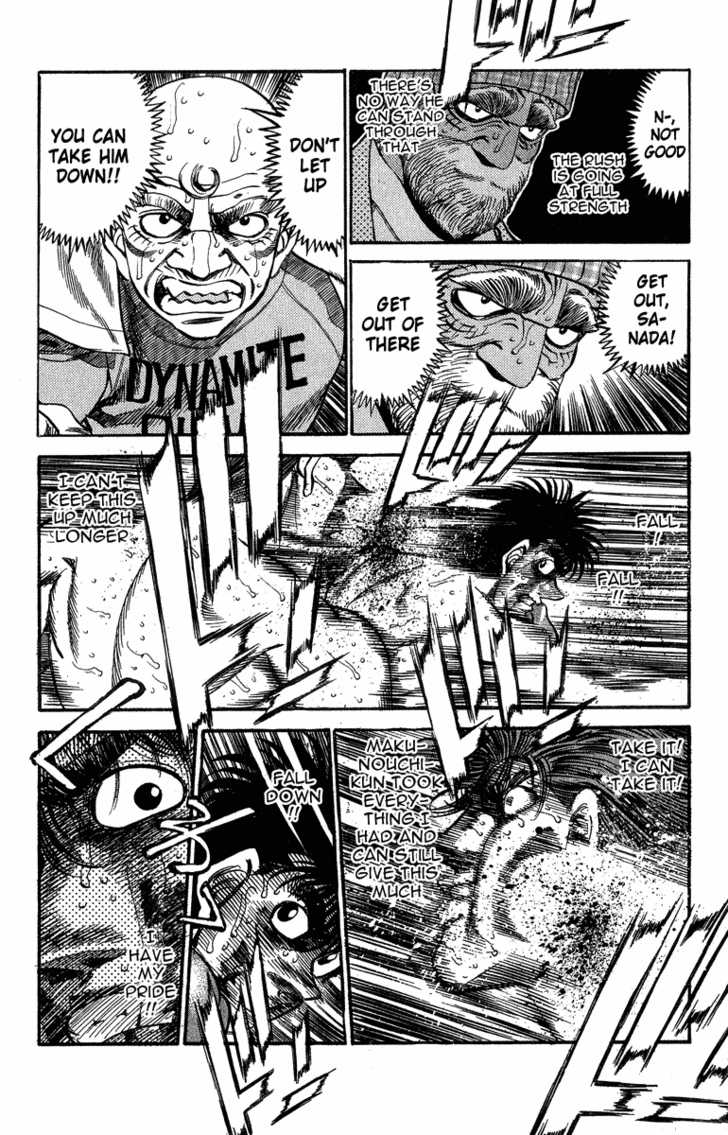 N-,
NOT
GOOD
THERE'S
NO WAY HE
CAN STAND
THROUGH
THAT
THE RUSH
IS GOING
AT FULL
STRENGTH
DON'T
LET
UP
YOU CAN
TAKE HIM
DOWN!!
DYNAMITE
GET
OUT,
SA-
NADA!
GET
OUT OF
THERE
FALL
!
FALL
!!
I CAN'T
KEEP THIS
UP MUCH
LONGER
TAKE IT!
I CAN
TAKE IT!
MAKU-
NOUCHI-
KUN TOOK
EVERY-
THING I
HAD AND
CAN STILL
GIVE THIS
MUCH
FALL
DOWN
!!
I
HAVE
MY
PRIDE
!!!